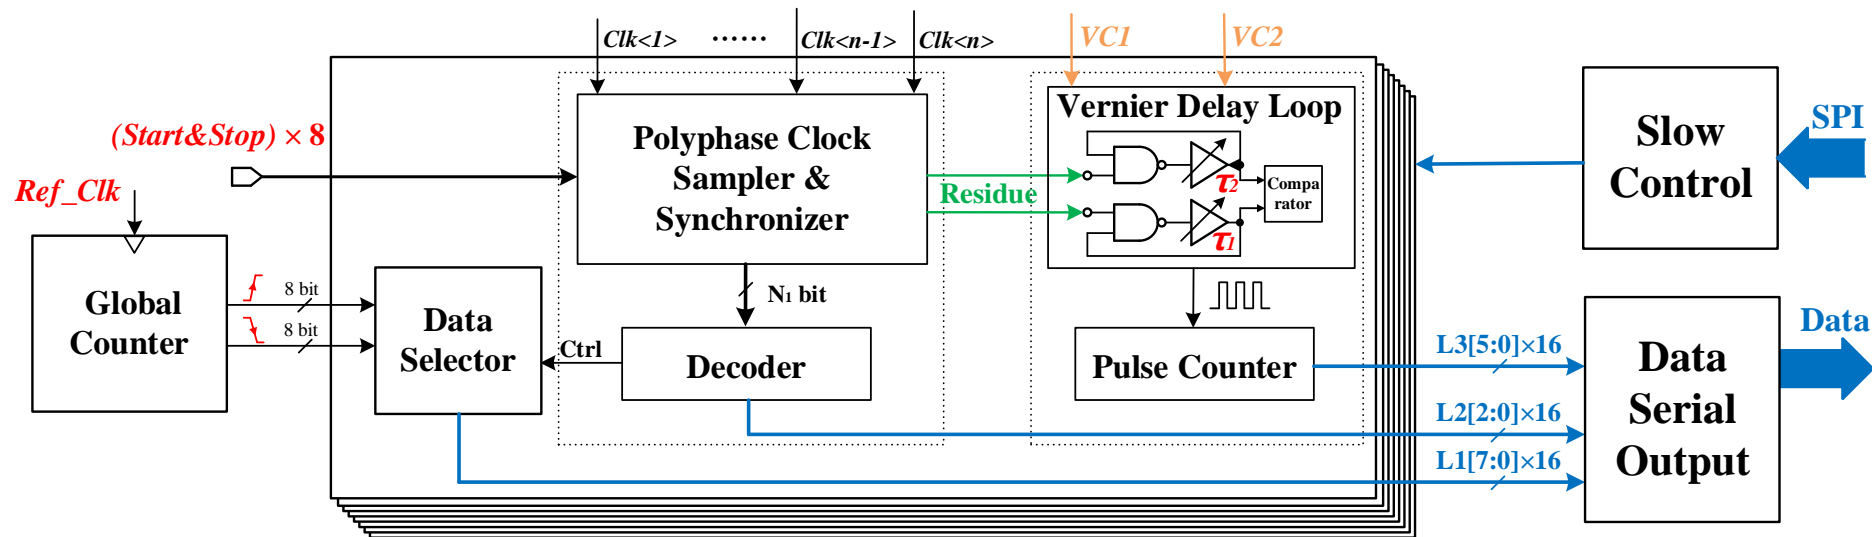 Clk<1>
......
Clk<n-1>
Clk<n>
VC1
VC2
(Start&Stop) × 8
Ref_Clk
Polyphase Clock
Sampler &
Synchronizer
Residue
Vernier Delay Loop
τ2
τ1
Compa
rator
Slow
Control
SPI
Global
Counter
8 bit
8 bit
Data
Selector
Ctrl
N1 bit
Decoder
Pulse Counter
L3[5:0]×16
L2[2:0]×16
L1[7:0]×16
Data
Serial
Output
Data